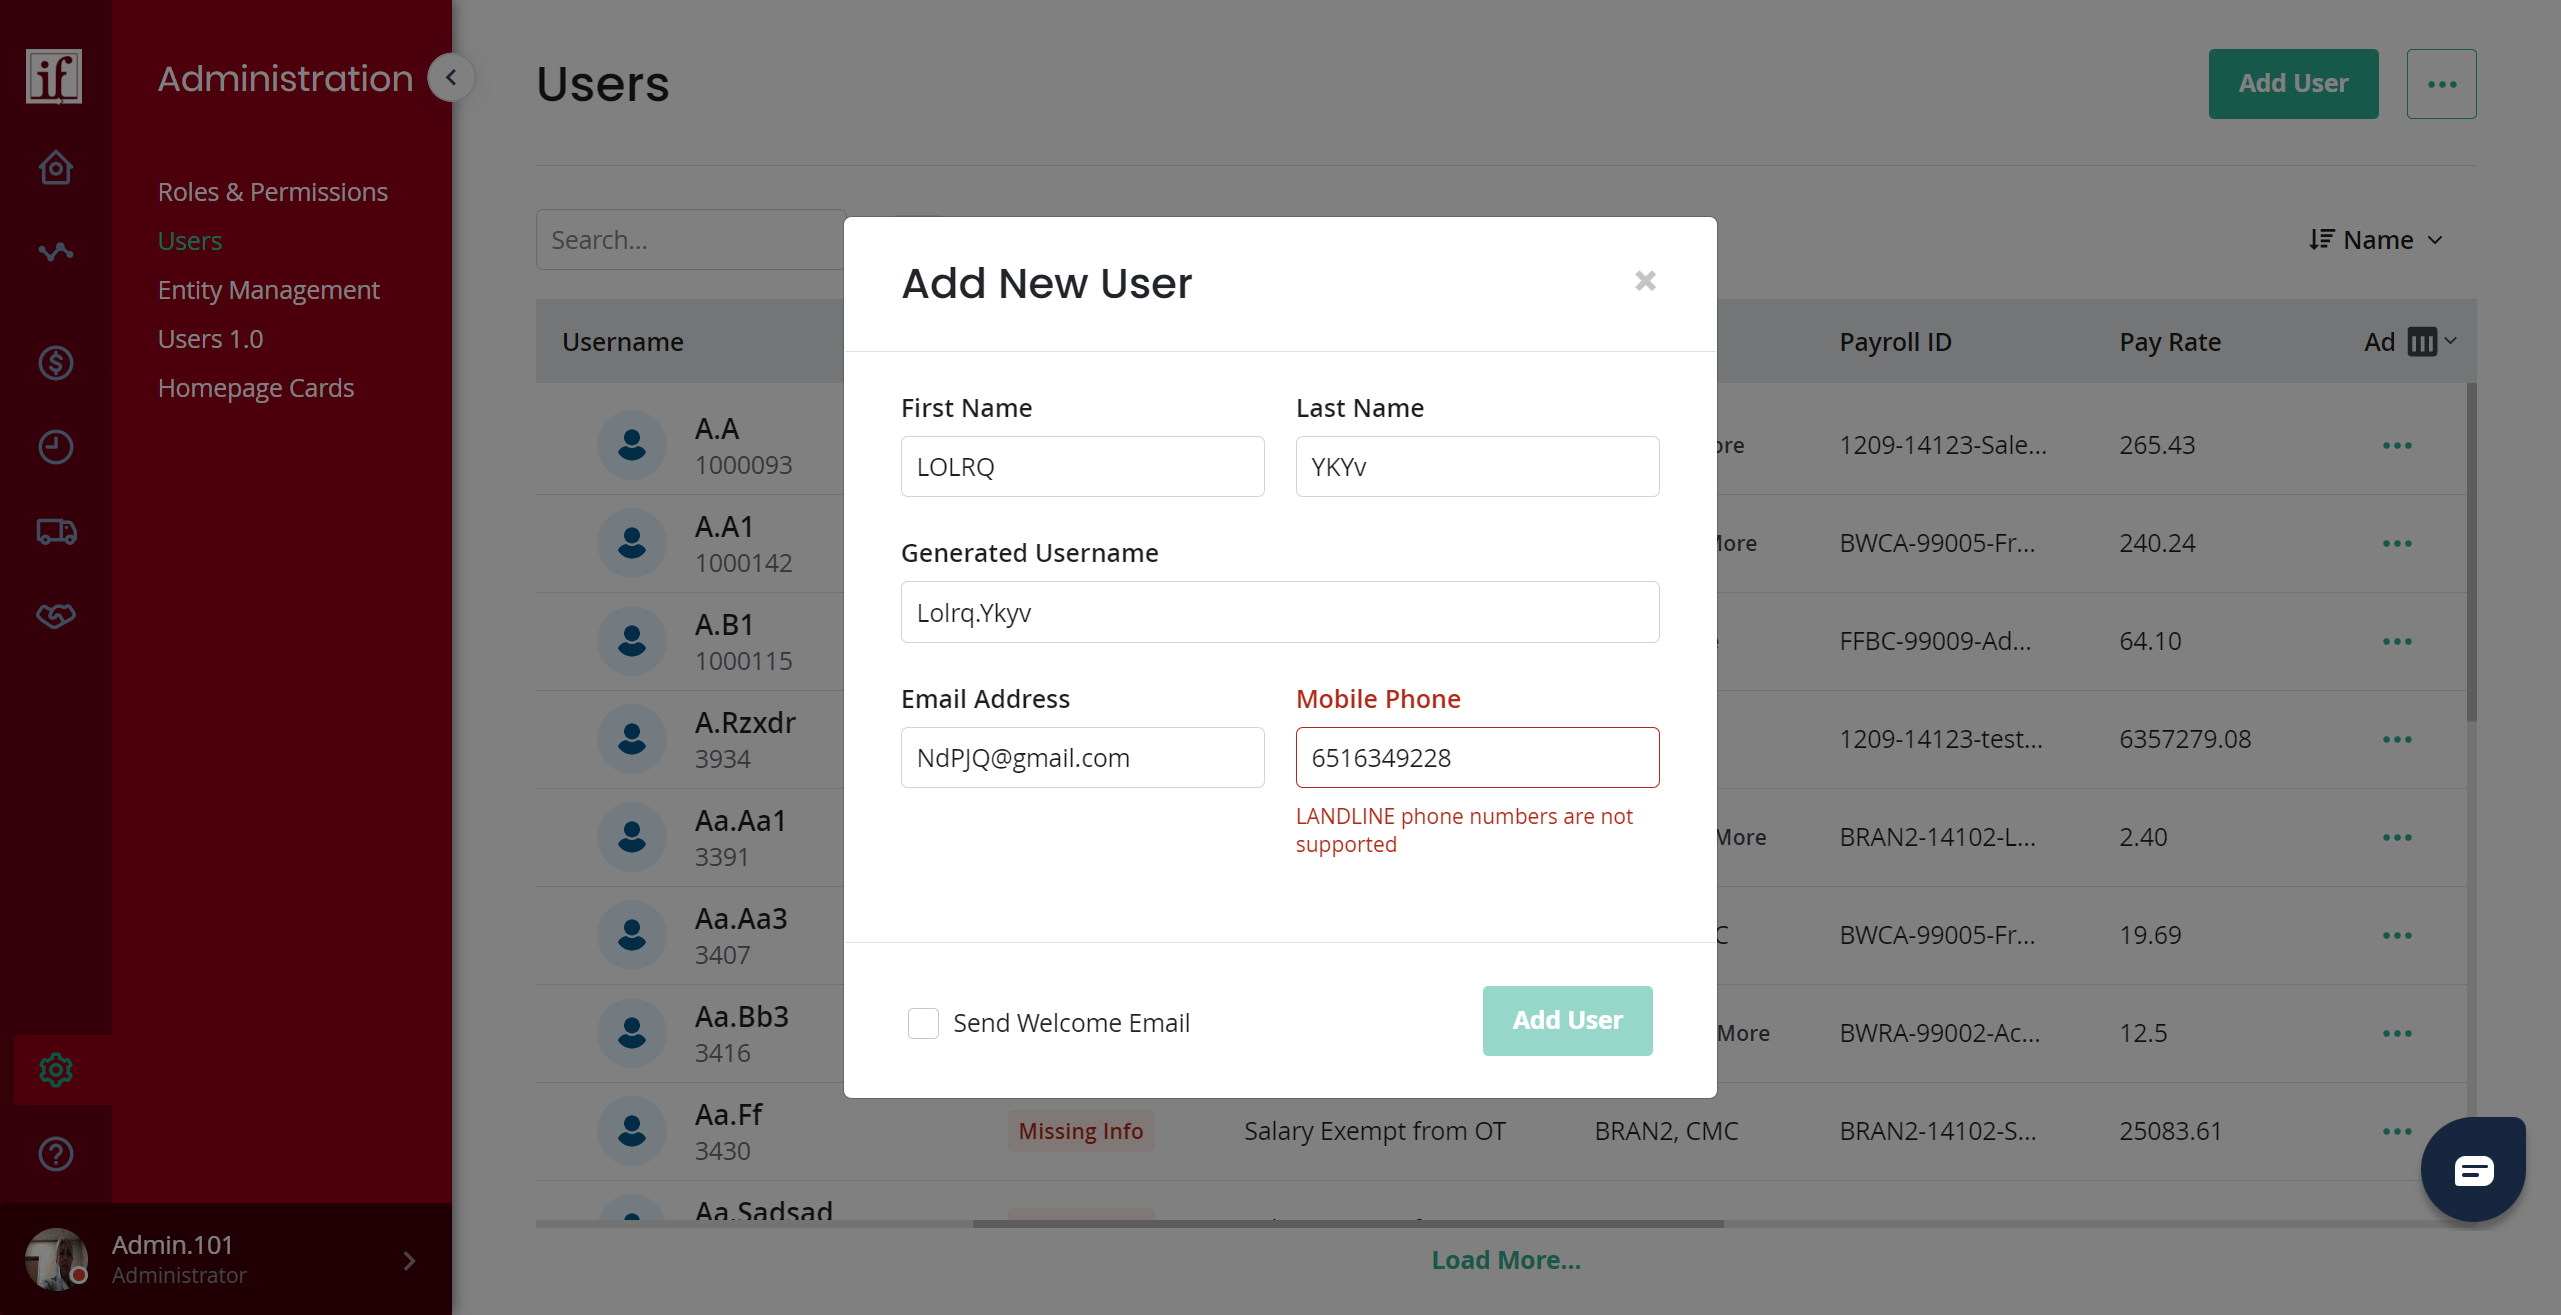 if
Administration
Roles & Permissions
Users
Entity Management
Users 1.0
Homepage Cards
Admin.101
Administrator
Users
Add User
Search...
Name
Username
Payroll ID
Pay Rate
Ad
A.A
1000093
ore
1209-14123-Sale...
265.43
A.A1
1000142
More
BWCA-99005-Fr...
240.24
A.B1
1000115
FFBC-99009-Ad...
64.10
A.Rzxdr
3934
1209-14123-test...
6357279.08
Aa.Aa1
3391
More
BRAN2-14102-L...
2.40
Aa.Aa3
3407
C
BWCA-99005-Fr...
19.69
Aa.Bb3
3416
More
BWRA-99002-Ac...
12.5
Aa.Ff
3430
Missing Info
Salary Exempt from OT
BRAN2, CMC
BRAN2-14102-S...
25083.61
Aa.Sadsad
Load More...
Add New User
First Name
Last Name
LOLRQ
YKYv
Generated Username
Lolrq.Ykyv
Email Address
Mobile Phone
NdPJQ@gmail.com
6516349228
LANDLINE phone numbers are not
supported
Send Welcome Email
Add User